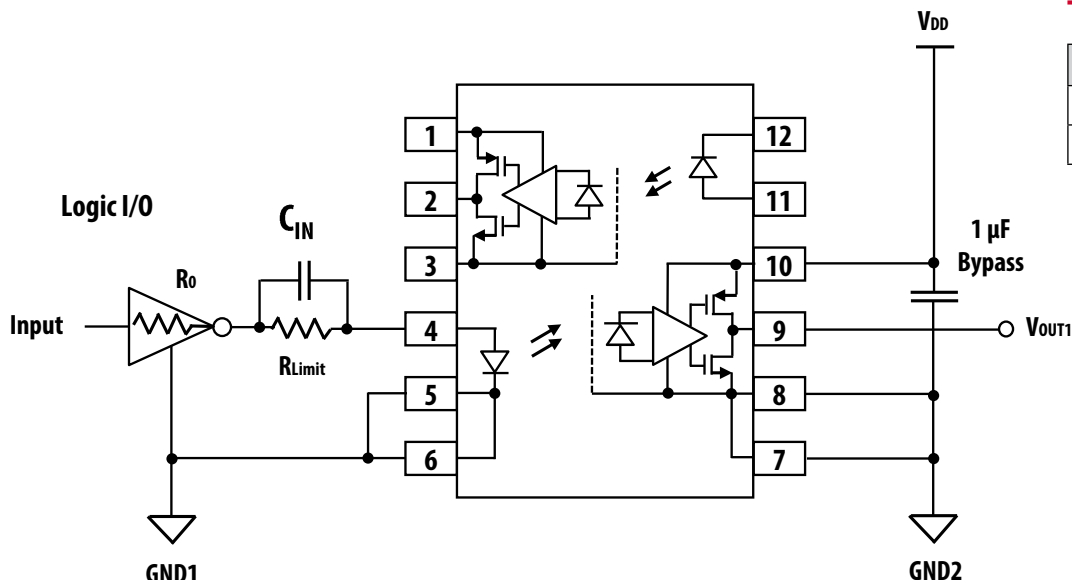 VDD
1
12
2
11
Logic I/O
CIN
1 µF
Bypass
3
10
R0
Input
4
9
VOUT1
RLimit
5
8
6
7
GND1
GND2